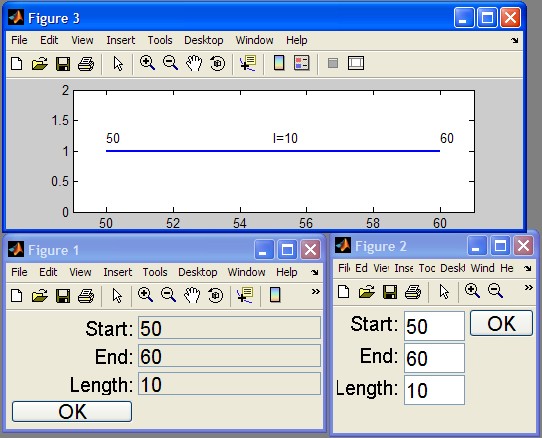 Figure 3
File Edit View Insert Tools Desktop Window Help
2
1.5
50 l=10 60
1
0.5
0
50 52 54 56 58 60
Figure 1
File Edit View Insert Tools Desktop Window Help
Start: 50
End: 60
Length: 10
OK
Figure 2
Fil Ed Vie Inse Toc Deskl Wind He
Start: 50 OK
End: 60
Length: 10